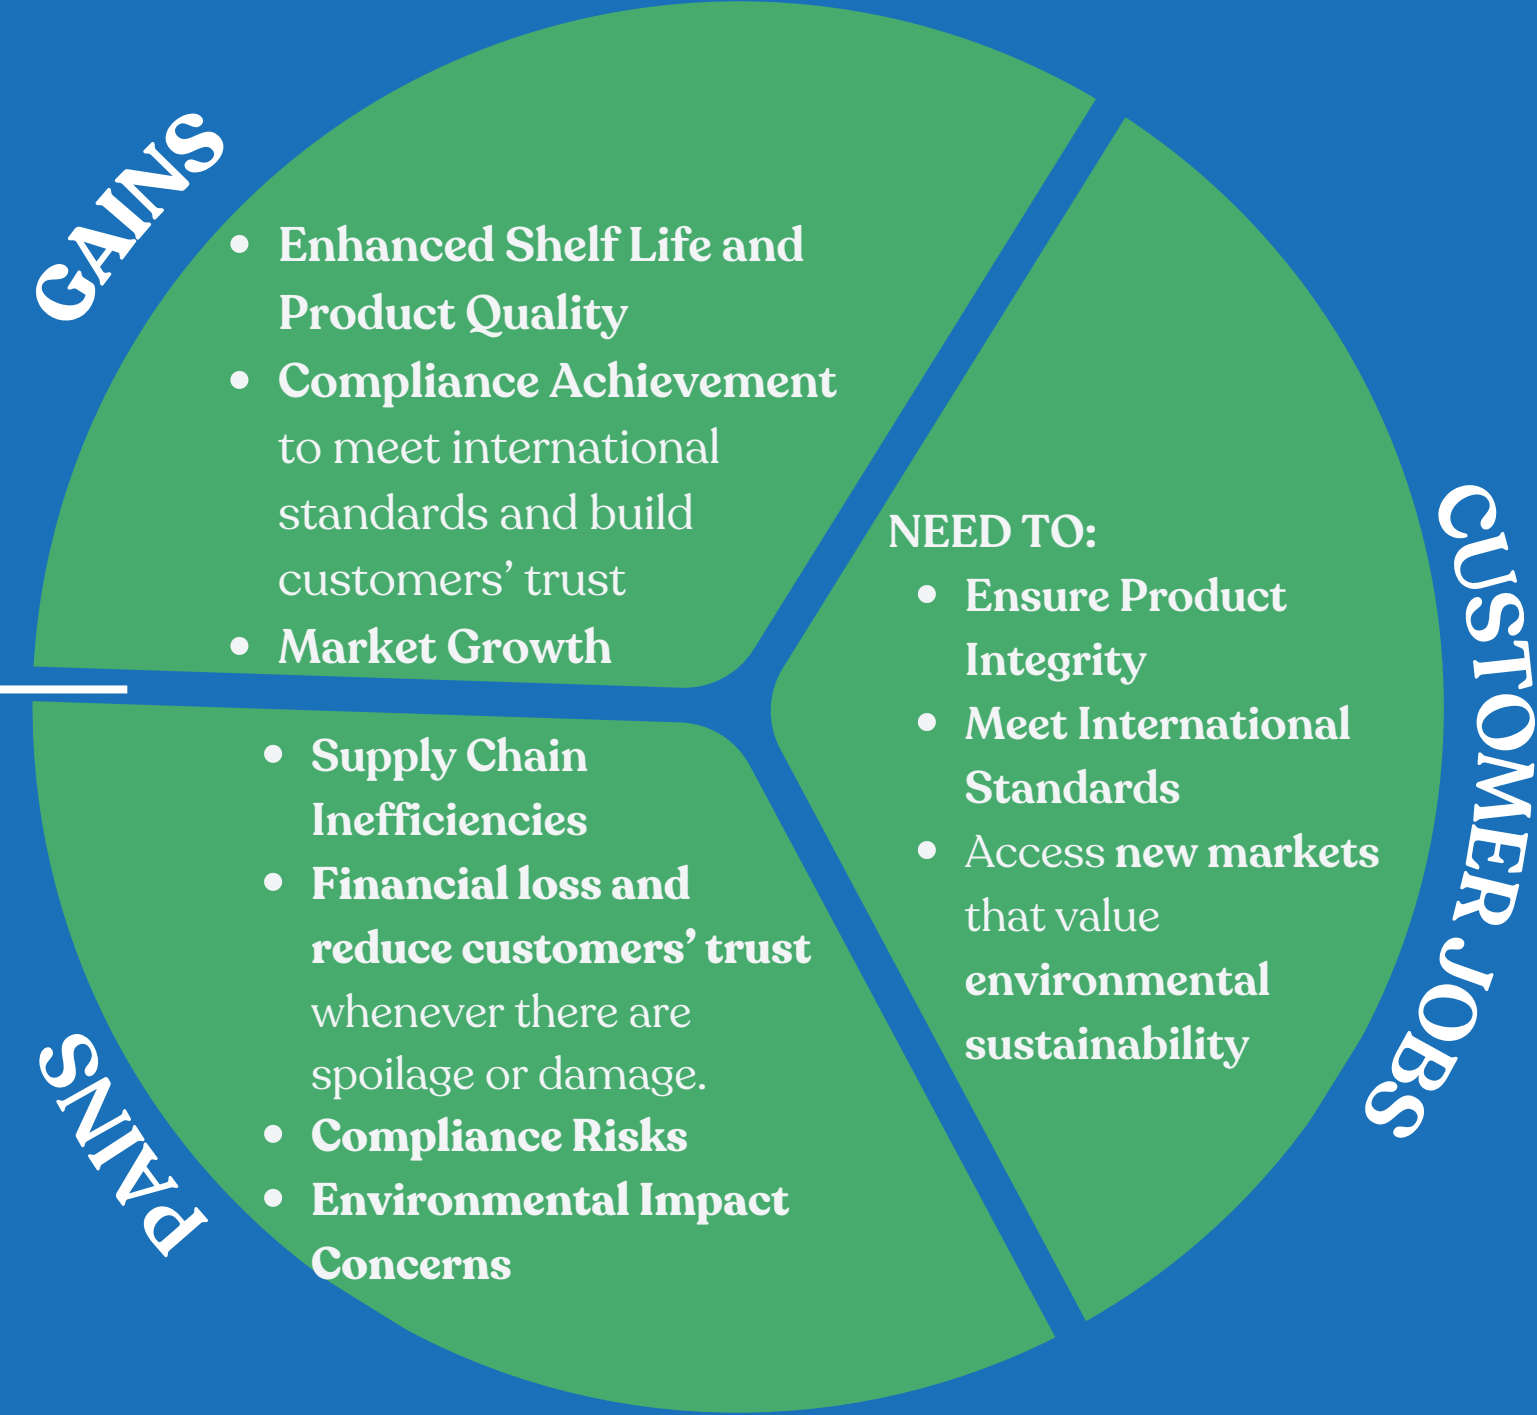 GAINS
• Enhanced Shelf Life and
Product Quality
• Compliance Achievement
to meet international
standards and build
customers’ trust
• Market Growth
CUSTOMER JOBS
NEED TO:
• Ensure Product
Integrity
• Meet International
Standards
• Access new markets
that value
environmental
sustainability
PAINS
• Supply Chain
Inefficiencies
• Financial loss and
reduce customers’ trust
whenever there are
spoilage or damage.
• Compliance Risks
• Environmental Impact
Concerns